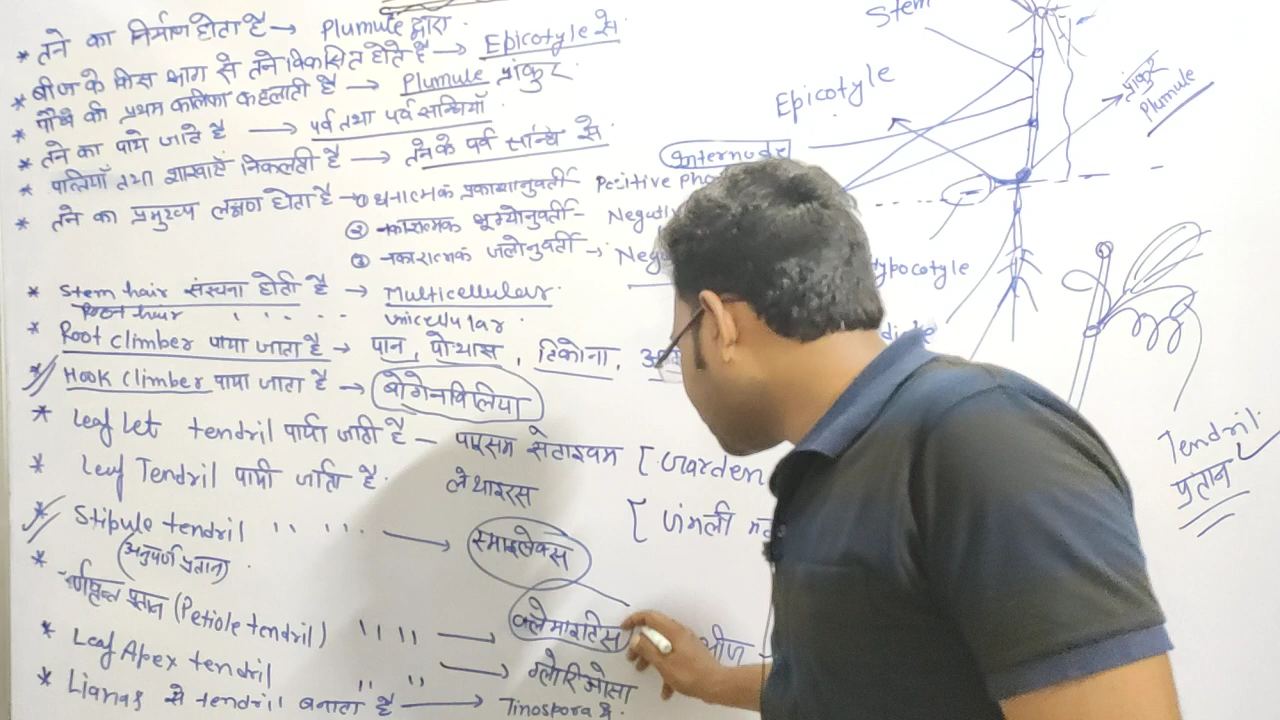 * तने का निर्माण होता है → Plumule द्वारा
* बीज के किस भाग से तने विकसित होते है → Epicotyle से
* पौधे की प्रथम कलिका कहलाती है → Plumule प्रांकुर
* तने का पाये जाते है → पर्व तथा पर्व सन्धियाँ
* पत्तियाँ तथा शाखाएँ निकलती है → तने के पर्व सन्धि से
* तने का प्रमुख्य लक्षण होता है → ① धनात्मक प्रकाशानुवर्ती - Positive
② नकारात्मक भूम्योनुवर्ती -
③ नकारात्मक जलोनुवर्ती →
* Stem hair संरचना होती है → Multicellular
Root hair " " " Unicellular
* Root climber पाया जाता है → पान, पोथास, टिकोना,
* Hook climber पाया जाता है → बोगेनविलिया
* Leaf Let tendril पायी जाती है - पाइसम सेटाइवम [ Garden
* Leaf Tendril पायी जाती है. लेथाइरस [ जंगली
* Stipule tendril " " → स्माइलेक्स
(अनुपर्ण प्रतान)
* पर्णवृन्त प्रतान (Petiole tendril) " " → क्लेमाइटिस
* Leaf Apex tendril " " → ग्लोरिओसा
* Lianas से tendril बनाता है → Tinospora में.
Stem
Epicotyle
Internode
प्रांकुर
Plumule
Hypocotyle
Tendril
प्रतान